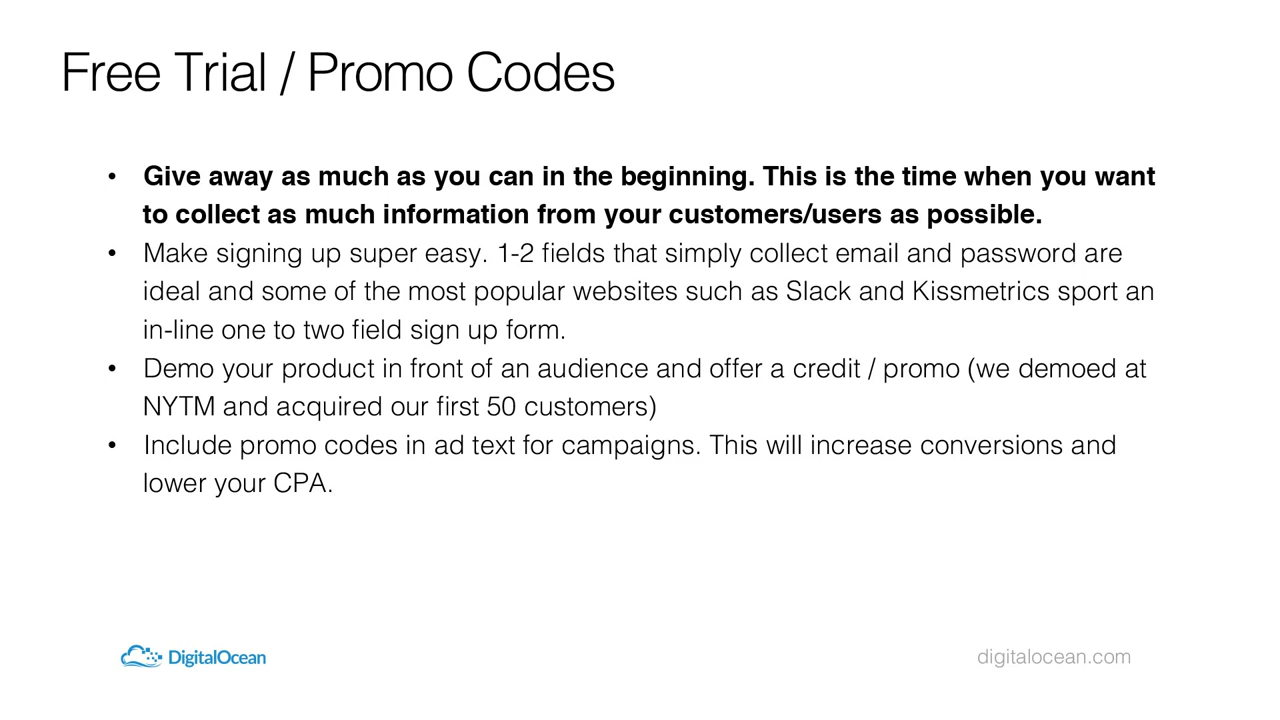 Free Trial / Promo Codes
• Give away as much as you can in the beginning. This is the time when you want
to collect as much information from your customers/users as possible.
• Make signing up super easy. 1-2 fields that simply collect email and password are
ideal and some of the most popular websites such as Slack and Kissmetrics sport an
in-line one to two field sign up form.
• Demo your product in front of an audience and offer a credit / promo (we demoed at
NYTM and acquired our first 50 customers)
• Include promo codes in ad text for campaigns. This will increase conversions and
lower your CPA.
DigitalOcean
digitalocean.com